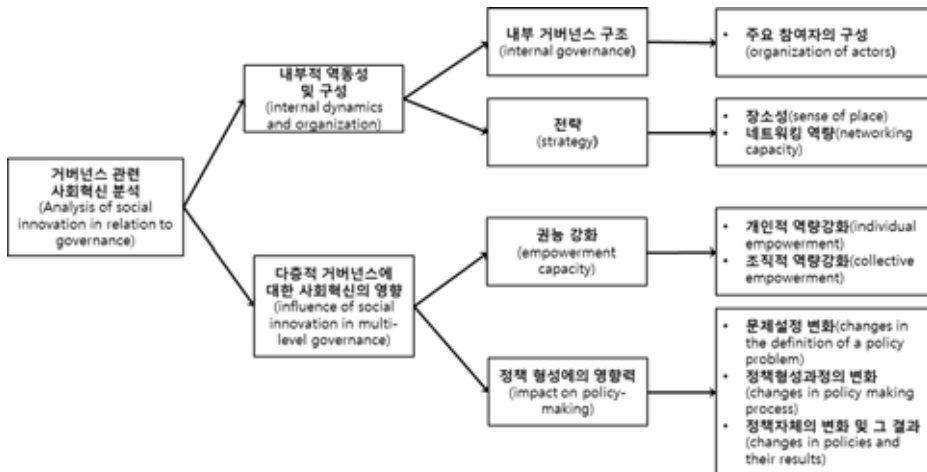 거버넌스 관련
사회혁신 분석
(Analysis of social
innovation in relation to
governance)
내부적 역동성
및 구성
(internal dynamics
and organization)
다층적 거버넌스에
대한 사회혁신의 영향
(influence of social
innovation in multi-
level governance)
내부 거버넌스 구조
(internal governance)
전략
(strategy)
권능 강화
(empowerment
capacity)
정책 형성에의 영향력
(impact on policy-
making)
• 주요 참여자의 구성
(organization of actors)
• 장소성(sense of place)
• 네트워킹 역량(networking
capacity)
• 개인적 역량강화(individual
empowerment)
• 조직적 역량강화(collective
empowerment)
• 문제설정 변화(changes in
the definition of a policy
problem)
• 정책형성과정의 변화
(changes in policy making
process)
• 정책자체의 변화 및 그 결과
(changes in policies and
their results)